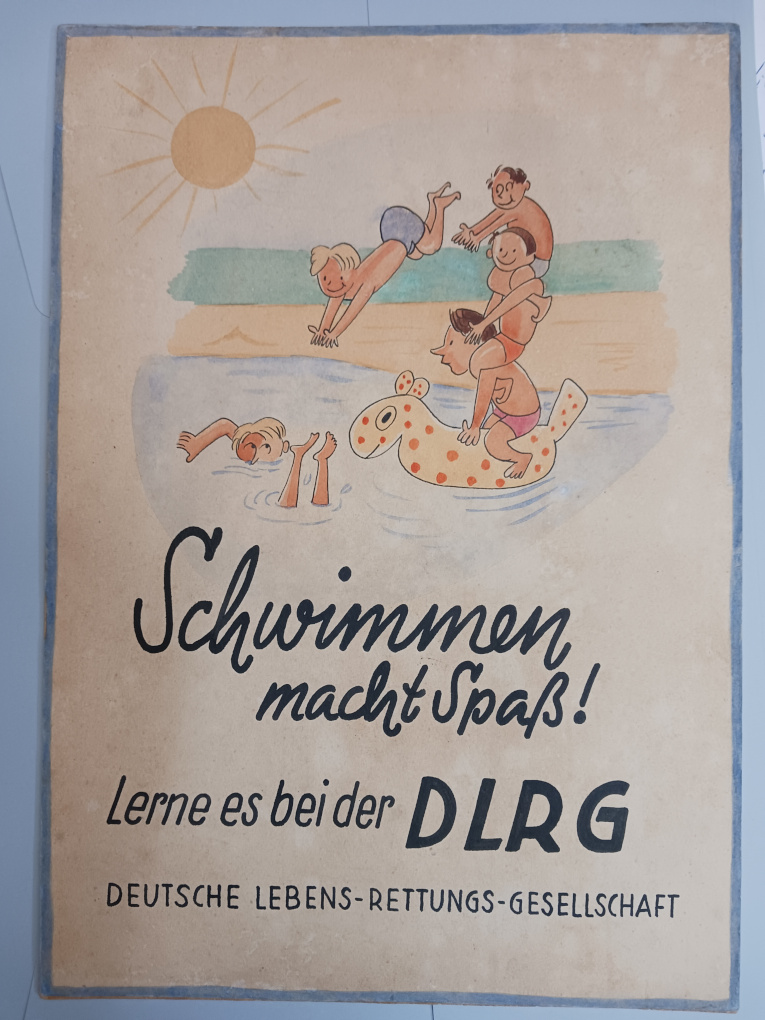 Schwimmen
macht Spaß!
Lerne es bei der DLRG
DEUTSCHE LEBENS-RETTUNGS-GESELLSCHAFT